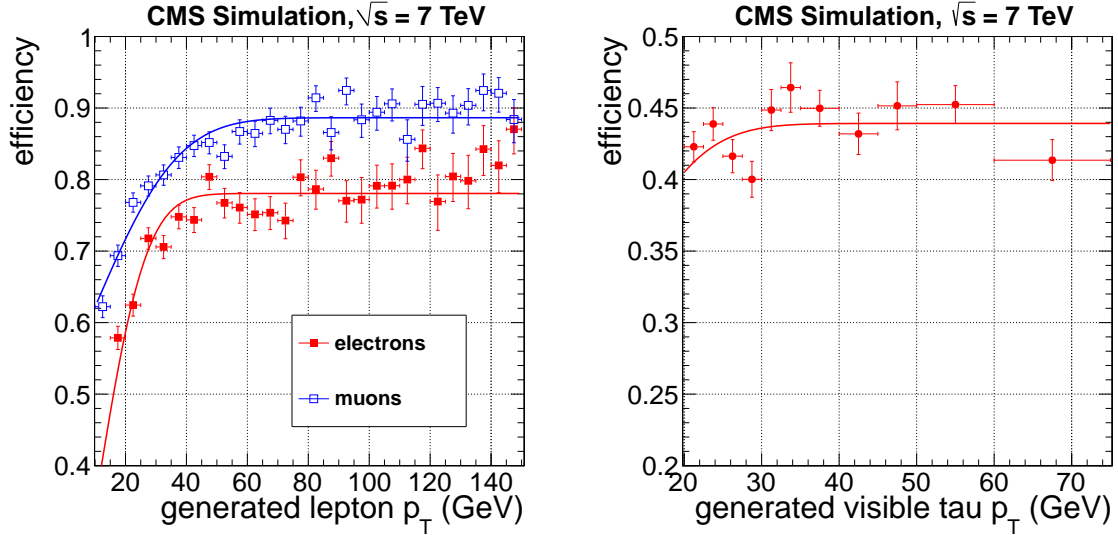 CMS Simulation, √s = 7 TeV
efficiency
1
0.9
0.8
0.7
0.6
0.5
0.4
20 40 60 80 100 120 140
generated lepton p_T (GeV)
electrons
muons
CMS Simulation, √s = 7 TeV
efficiency
0.5
0.45
0.4
0.35
0.3
0.25
0.2
20 30 40 50 60 70
generated visible tau p_T (GeV)